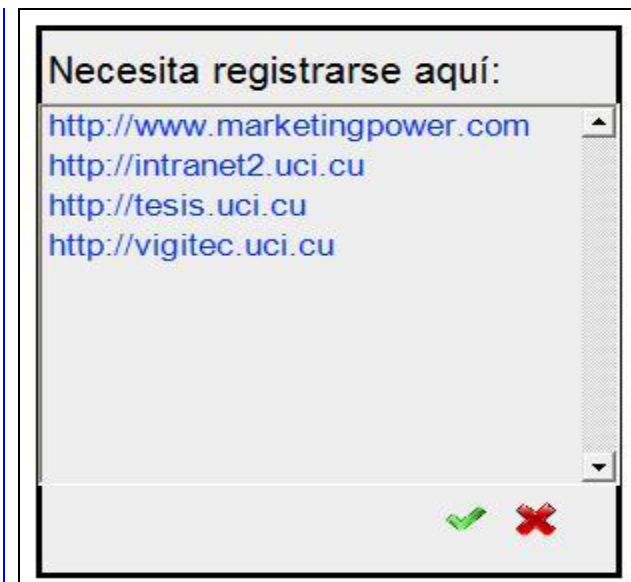 Necesita registrarse aquí:
http://www.marketingpower.com
http://intranet2.uci.cu
http://tesis.uci.cu
http://vigitec.uci.cu